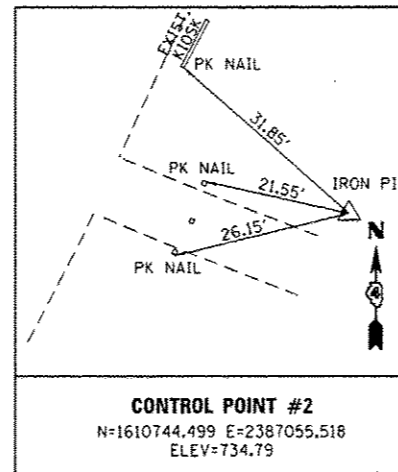 EXIST.
KIOSK
PK NAIL
31.85'
PK NAIL
21.55'
IRON PI
26.15'
PK NAIL
N
CONTROL POINT #2
N=1610744.499 E=2387055.518
ELEV=734.79